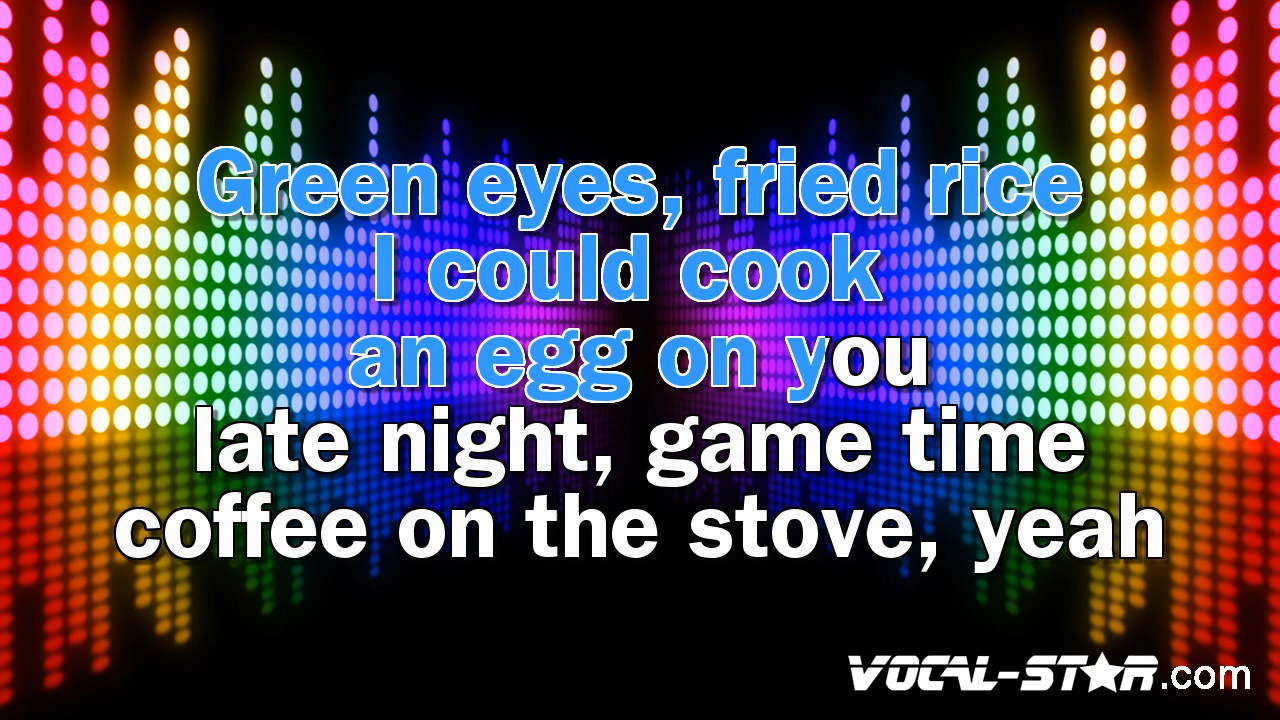 Green eyes, fried rice
I could cook
an egg on you
late night, game time
coffee on the stove, yeah
VOCAL-STAR.com